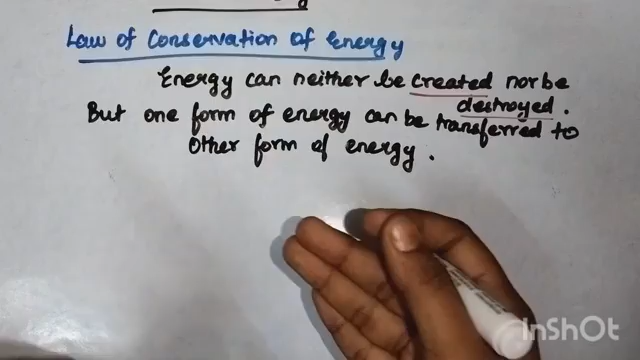 Law of Conservation of Energy
Energy can neither be created nor be
destroyed.
But one form of energy can be transferred to
Other form of energy.
InShOt